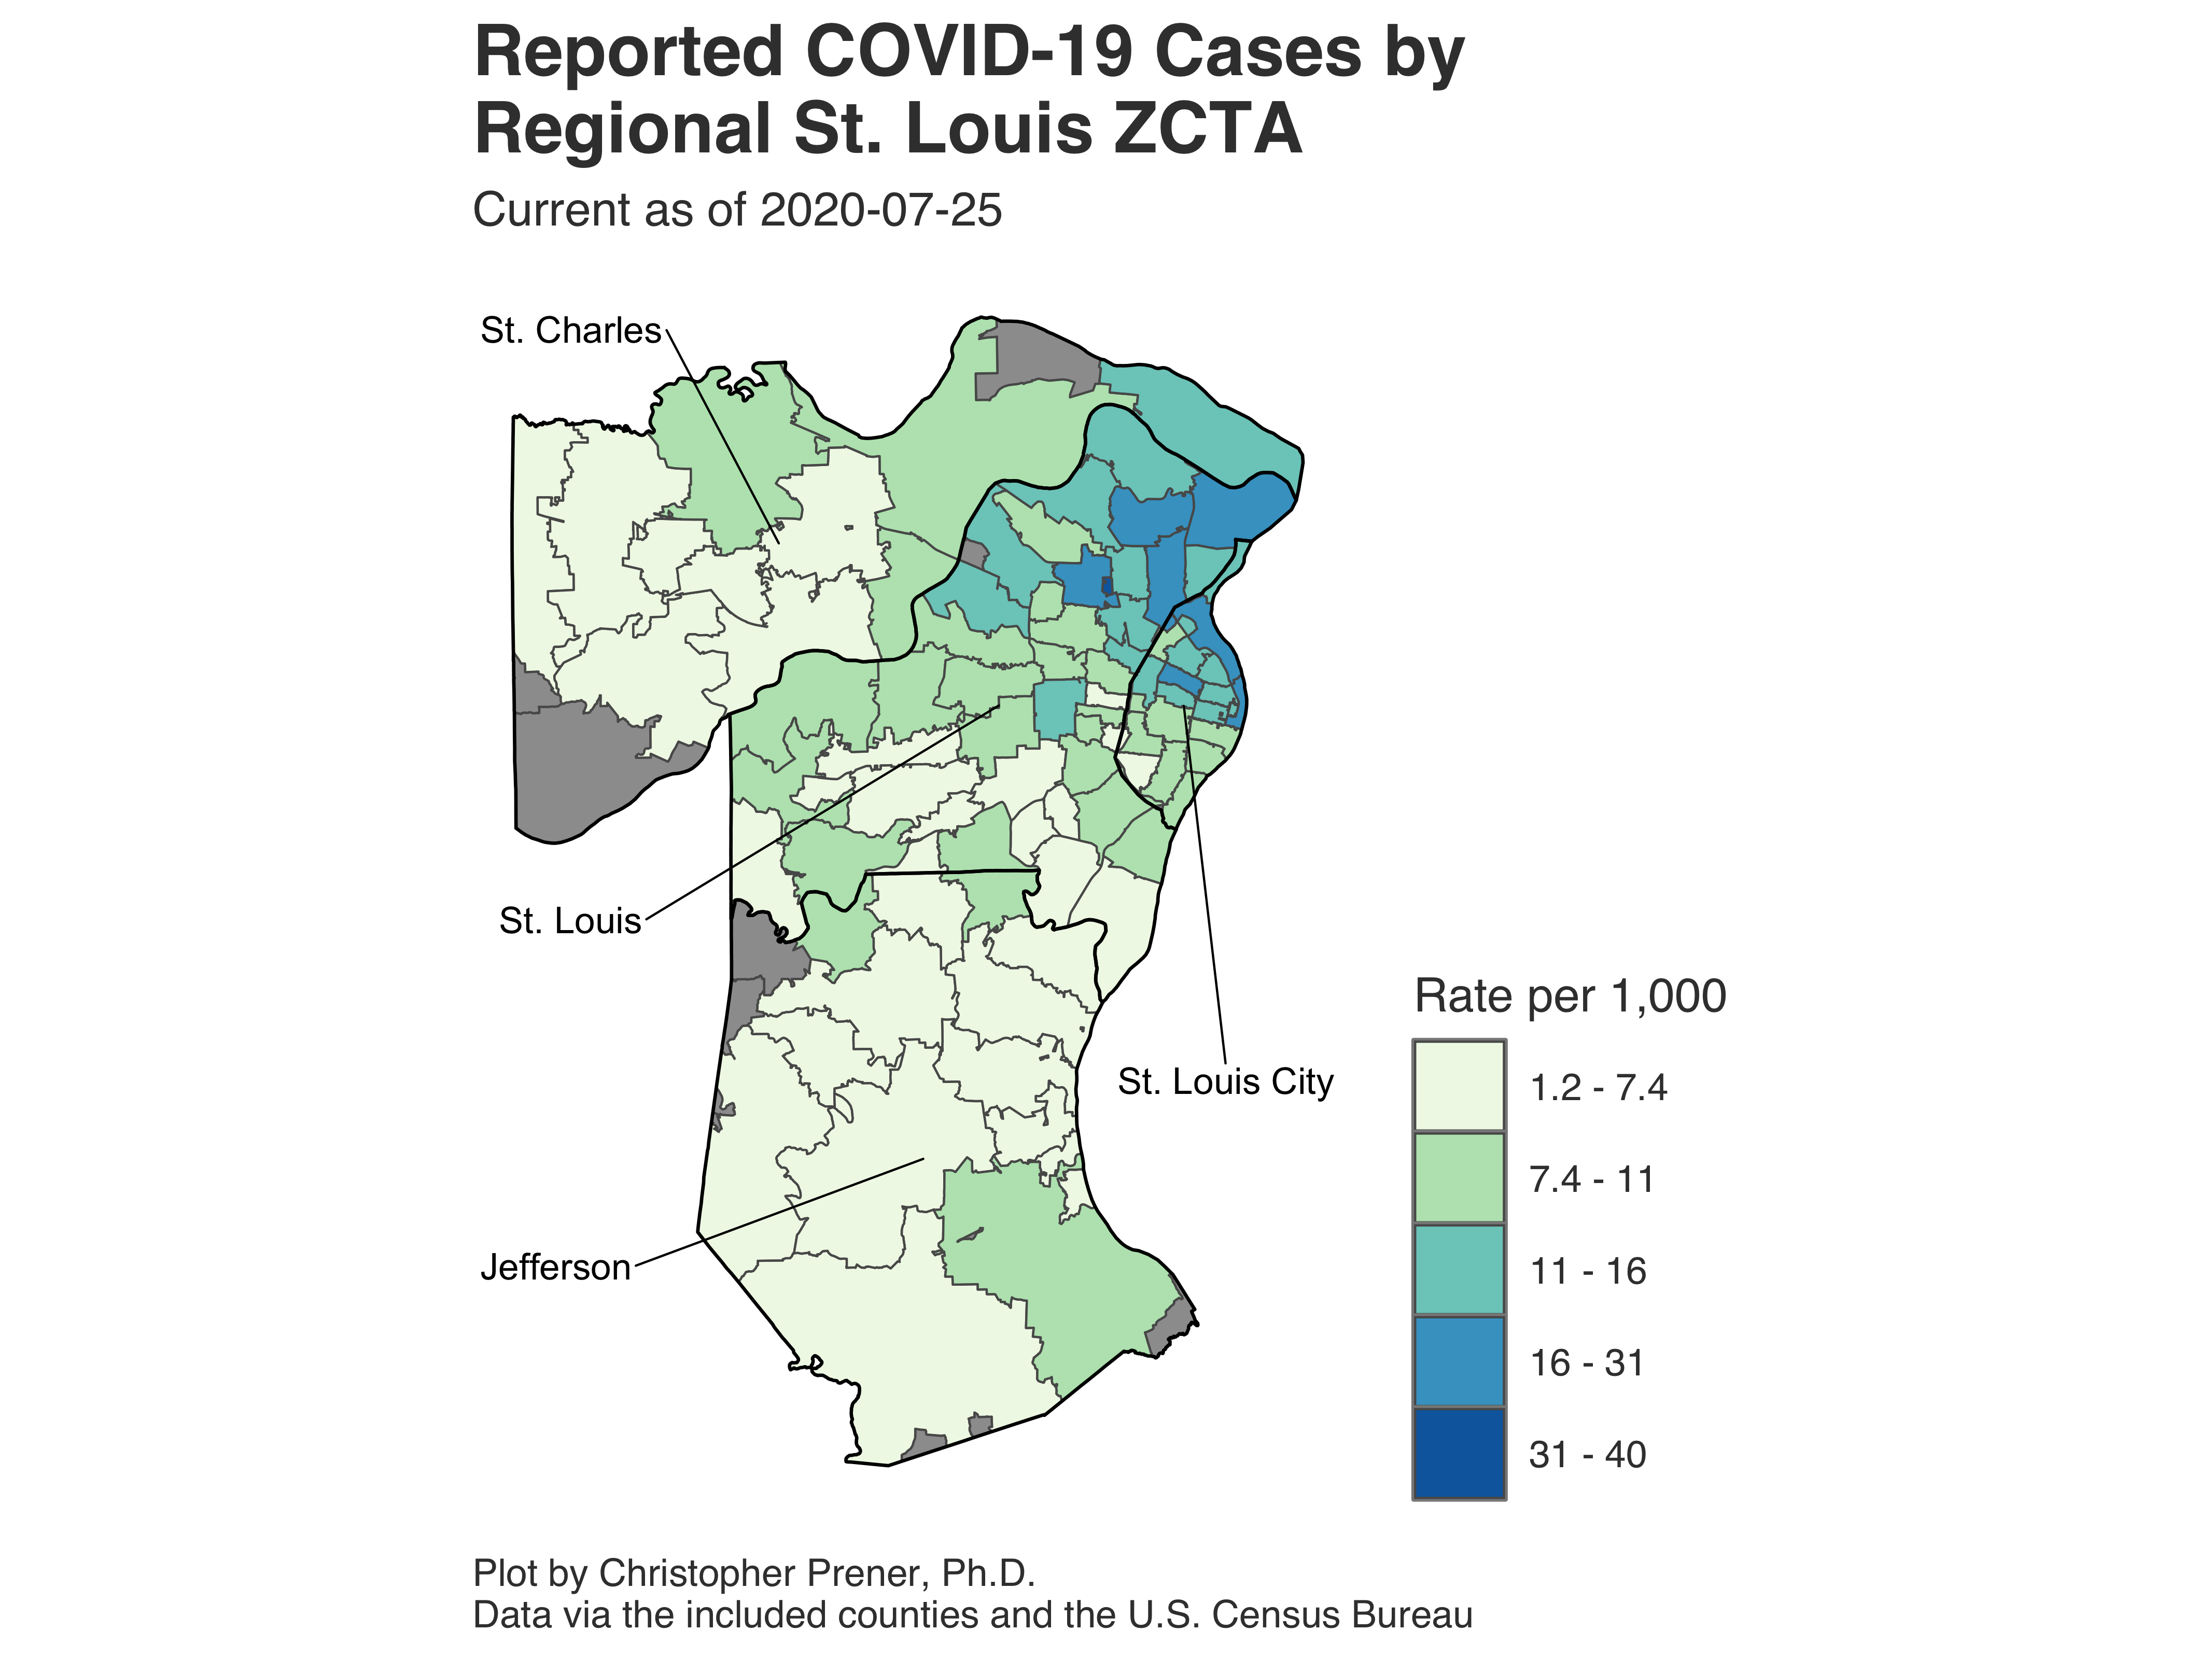 Reported COVID-19 Cases by
Regional St. Louis ZCTA
Current as of 2020-07-25
St. Charles
St. Louis
St. Louis City
Jefferson
Rate per 1,000
1.2 - 7.4
7.4 - 11
11 - 16
16 - 31
31 - 40
Plot by Christopher Prener, Ph.D.
Data via the included counties and the U.S. Census Bureau